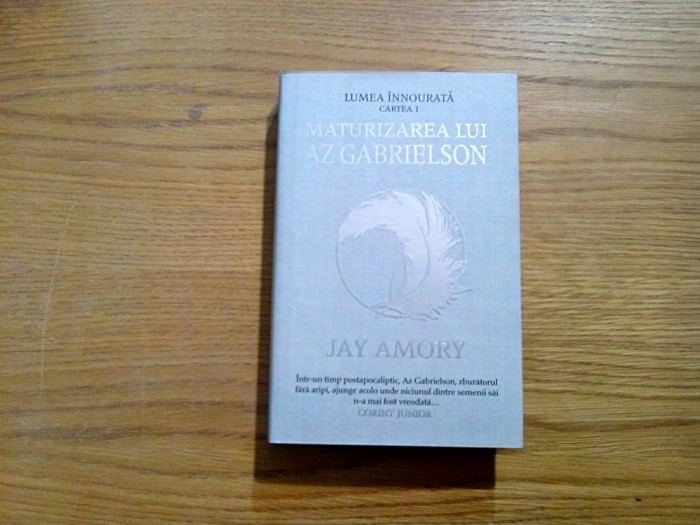 LUMEA ÎNNOURATĂ
CARTEA I
MATURIZAREA LUI
AZ GABRIELSON
JAY AMORY
Într-un timp postapocaliptic, Az Gabrielson, zburătorul
fără aripi, ajunge acolo unde niciunul dintre semenii săi
n-a mai fost vreodată...
CORINT JUNIOR